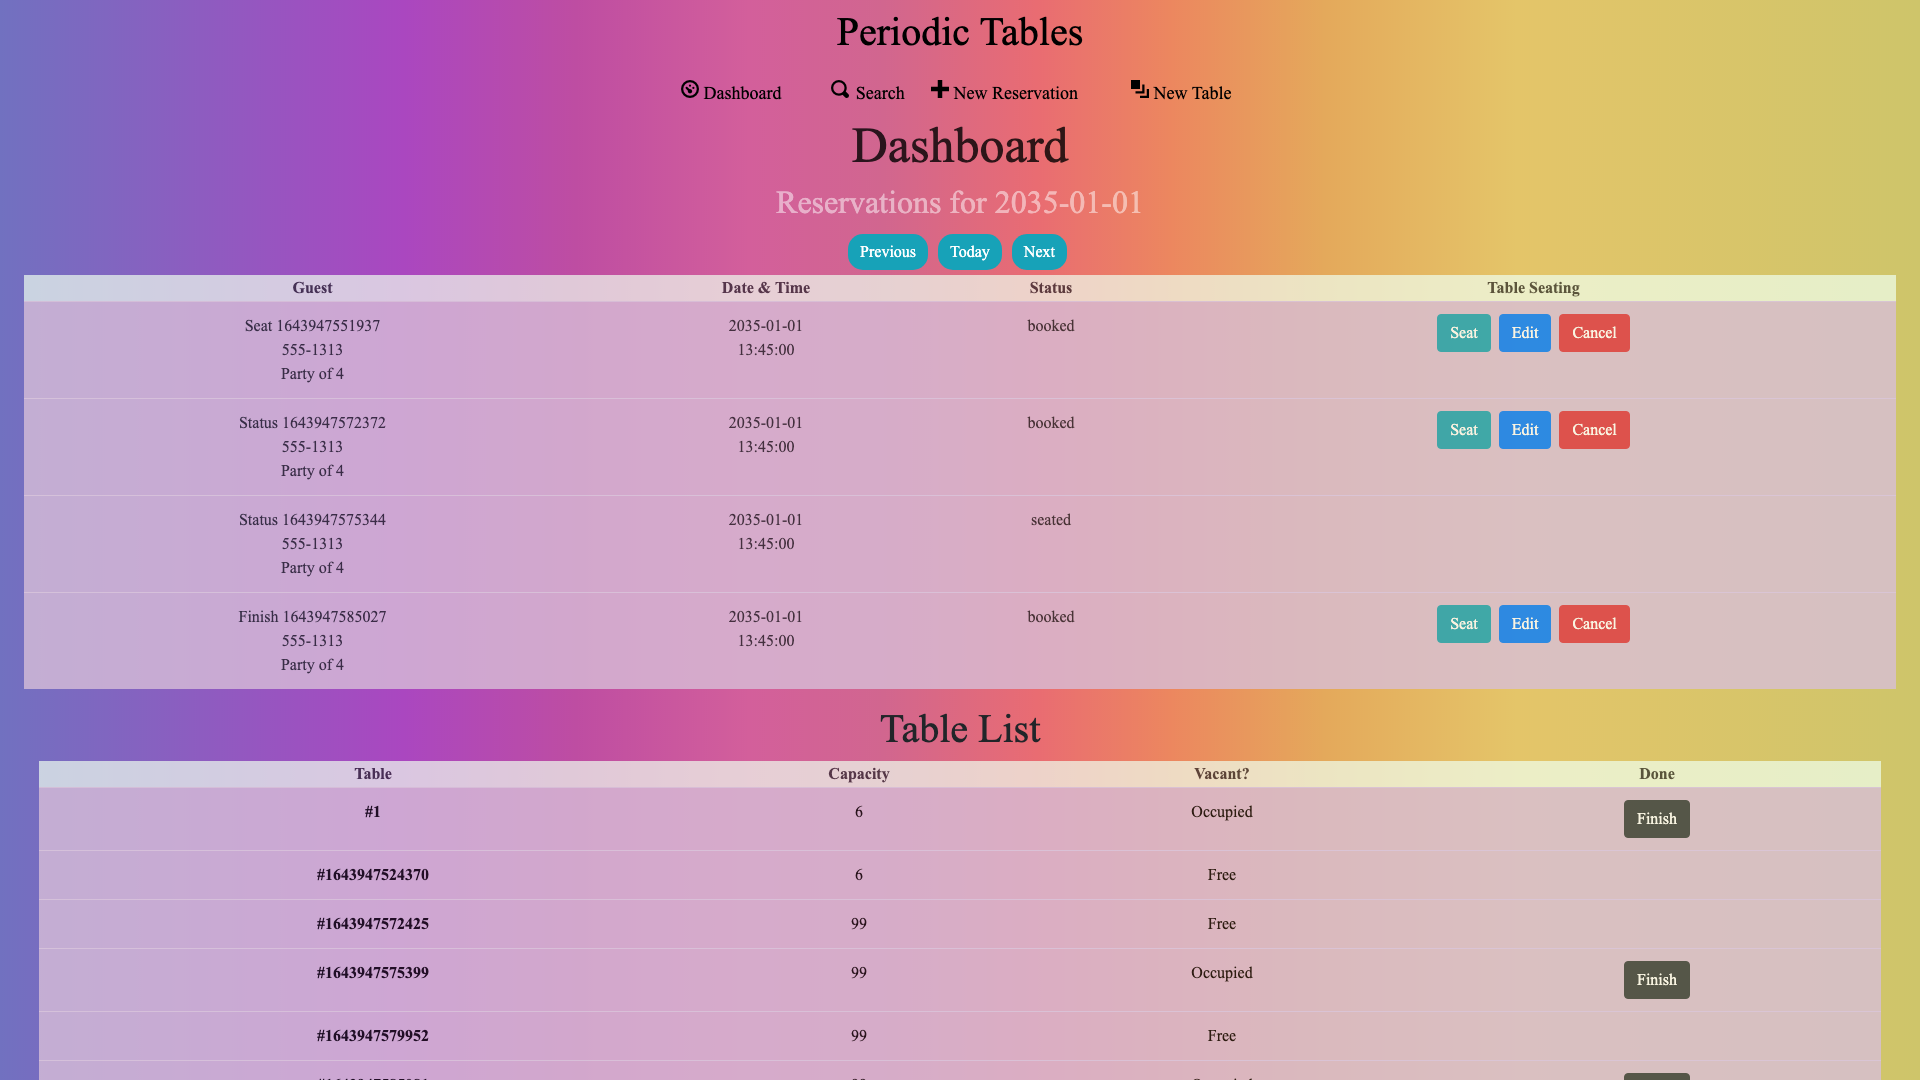 Periodic Tables
Dashboard Search New Reservation New Table
Dashboard
Reservations for 2035-01-01
Previous Today Next
Guest Date & Time Status Table Seating
Seat 1643947551937 2035-01-01 booked Seat Edit Cancel
555-1313 13:45:00
Party of 4
Status 1643947572372 2035-01-01 booked Seat Edit Cancel
555-1313 13:45:00
Party of 4
Status 1643947575344 2035-01-01 seated
555-1313 13:45:00
Party of 4
Finish 1643947585027 2035-01-01 booked Seat Edit Cancel
555-1313 13:45:00
Party of 4
Table List
Table Capacity Vacant? Done
#1 6 Occupied Finish
#1643947524370 6 Free
#1643947572425 99 Free
#1643947575399 99 Occupied Finish
#1643947579952 99 Free